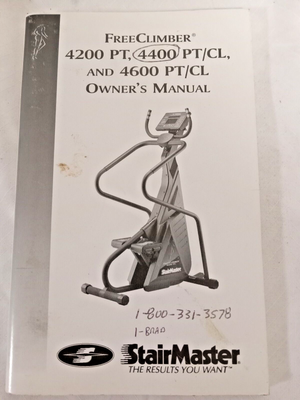 FREECLIMBER®
4200 PT, 4400 PT/CL,
AND 4600 PT/CL
OWNER'S MANUAL
StairMaster
1-800-331-3578
StairMaster®
THE RESULTS YOU WANT™